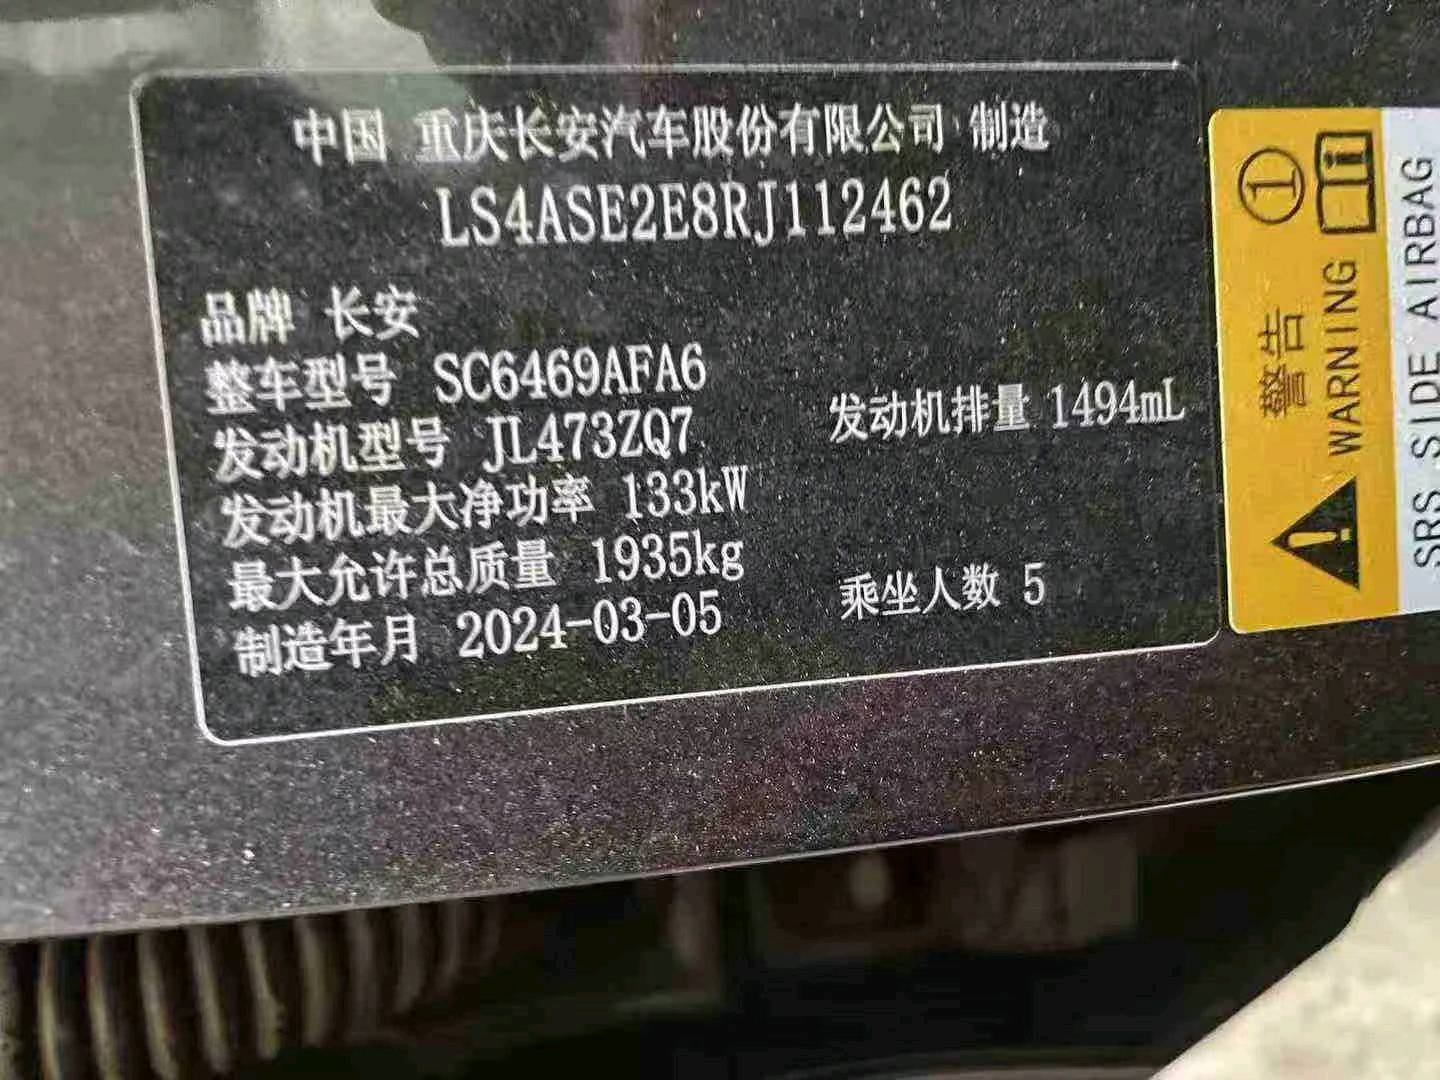 中国 重庆长安汽车股份有限公司 制造
LS4ASE2E8RJ112462
品牌 长安
整车型号 SC6469AFA6
发动机型号 JL473ZQ7
发动机排量 1494mL
发动机最大净功率 133kW
最大允许总质量 1935kg
乘坐人数 5
制造年月 2024-03-05
警告
WARNING
SRS SIDE AIRBAG